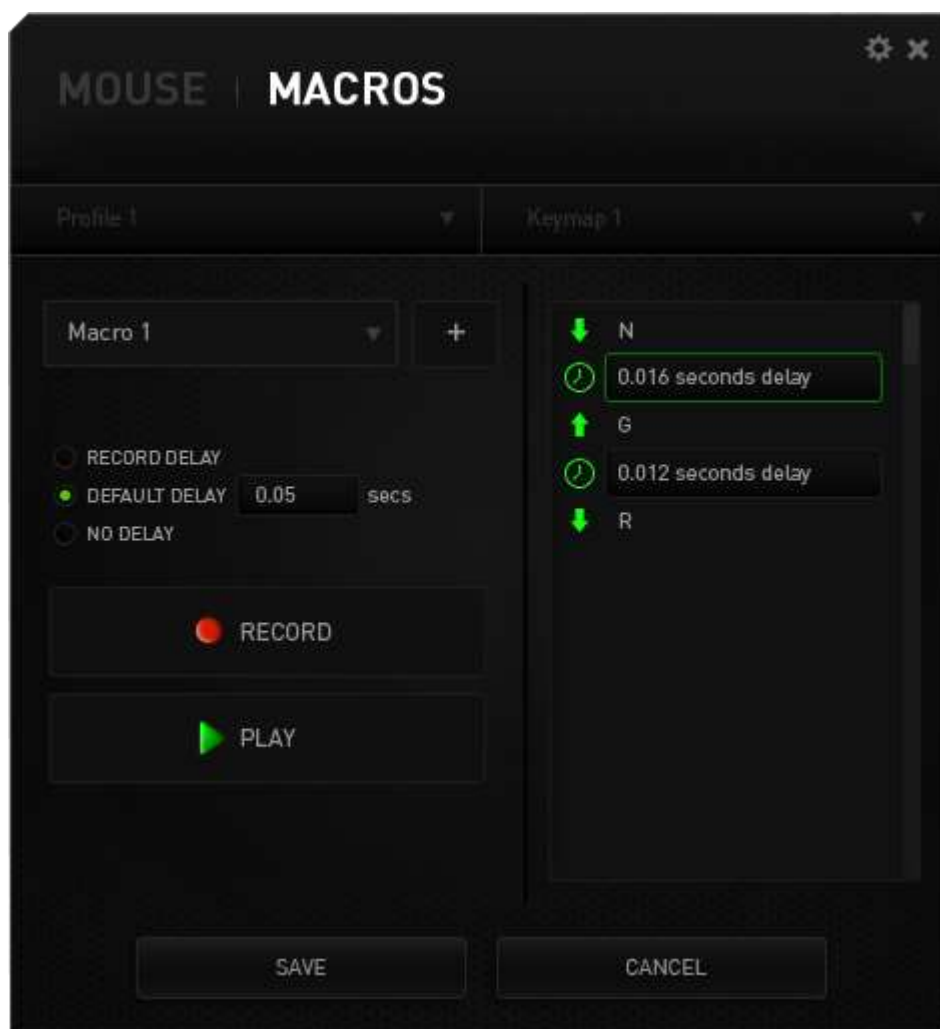 MOUSE | MACROS
Profile 1
Keymap 1
Macro 1
+
RECORD DELAY
DEFAULT DELAY 0.05 secs
NO DELAY
RECORD
PLAY
N
0.016 seconds delay
G
0.012 seconds delay
R
SAVE
CANCEL